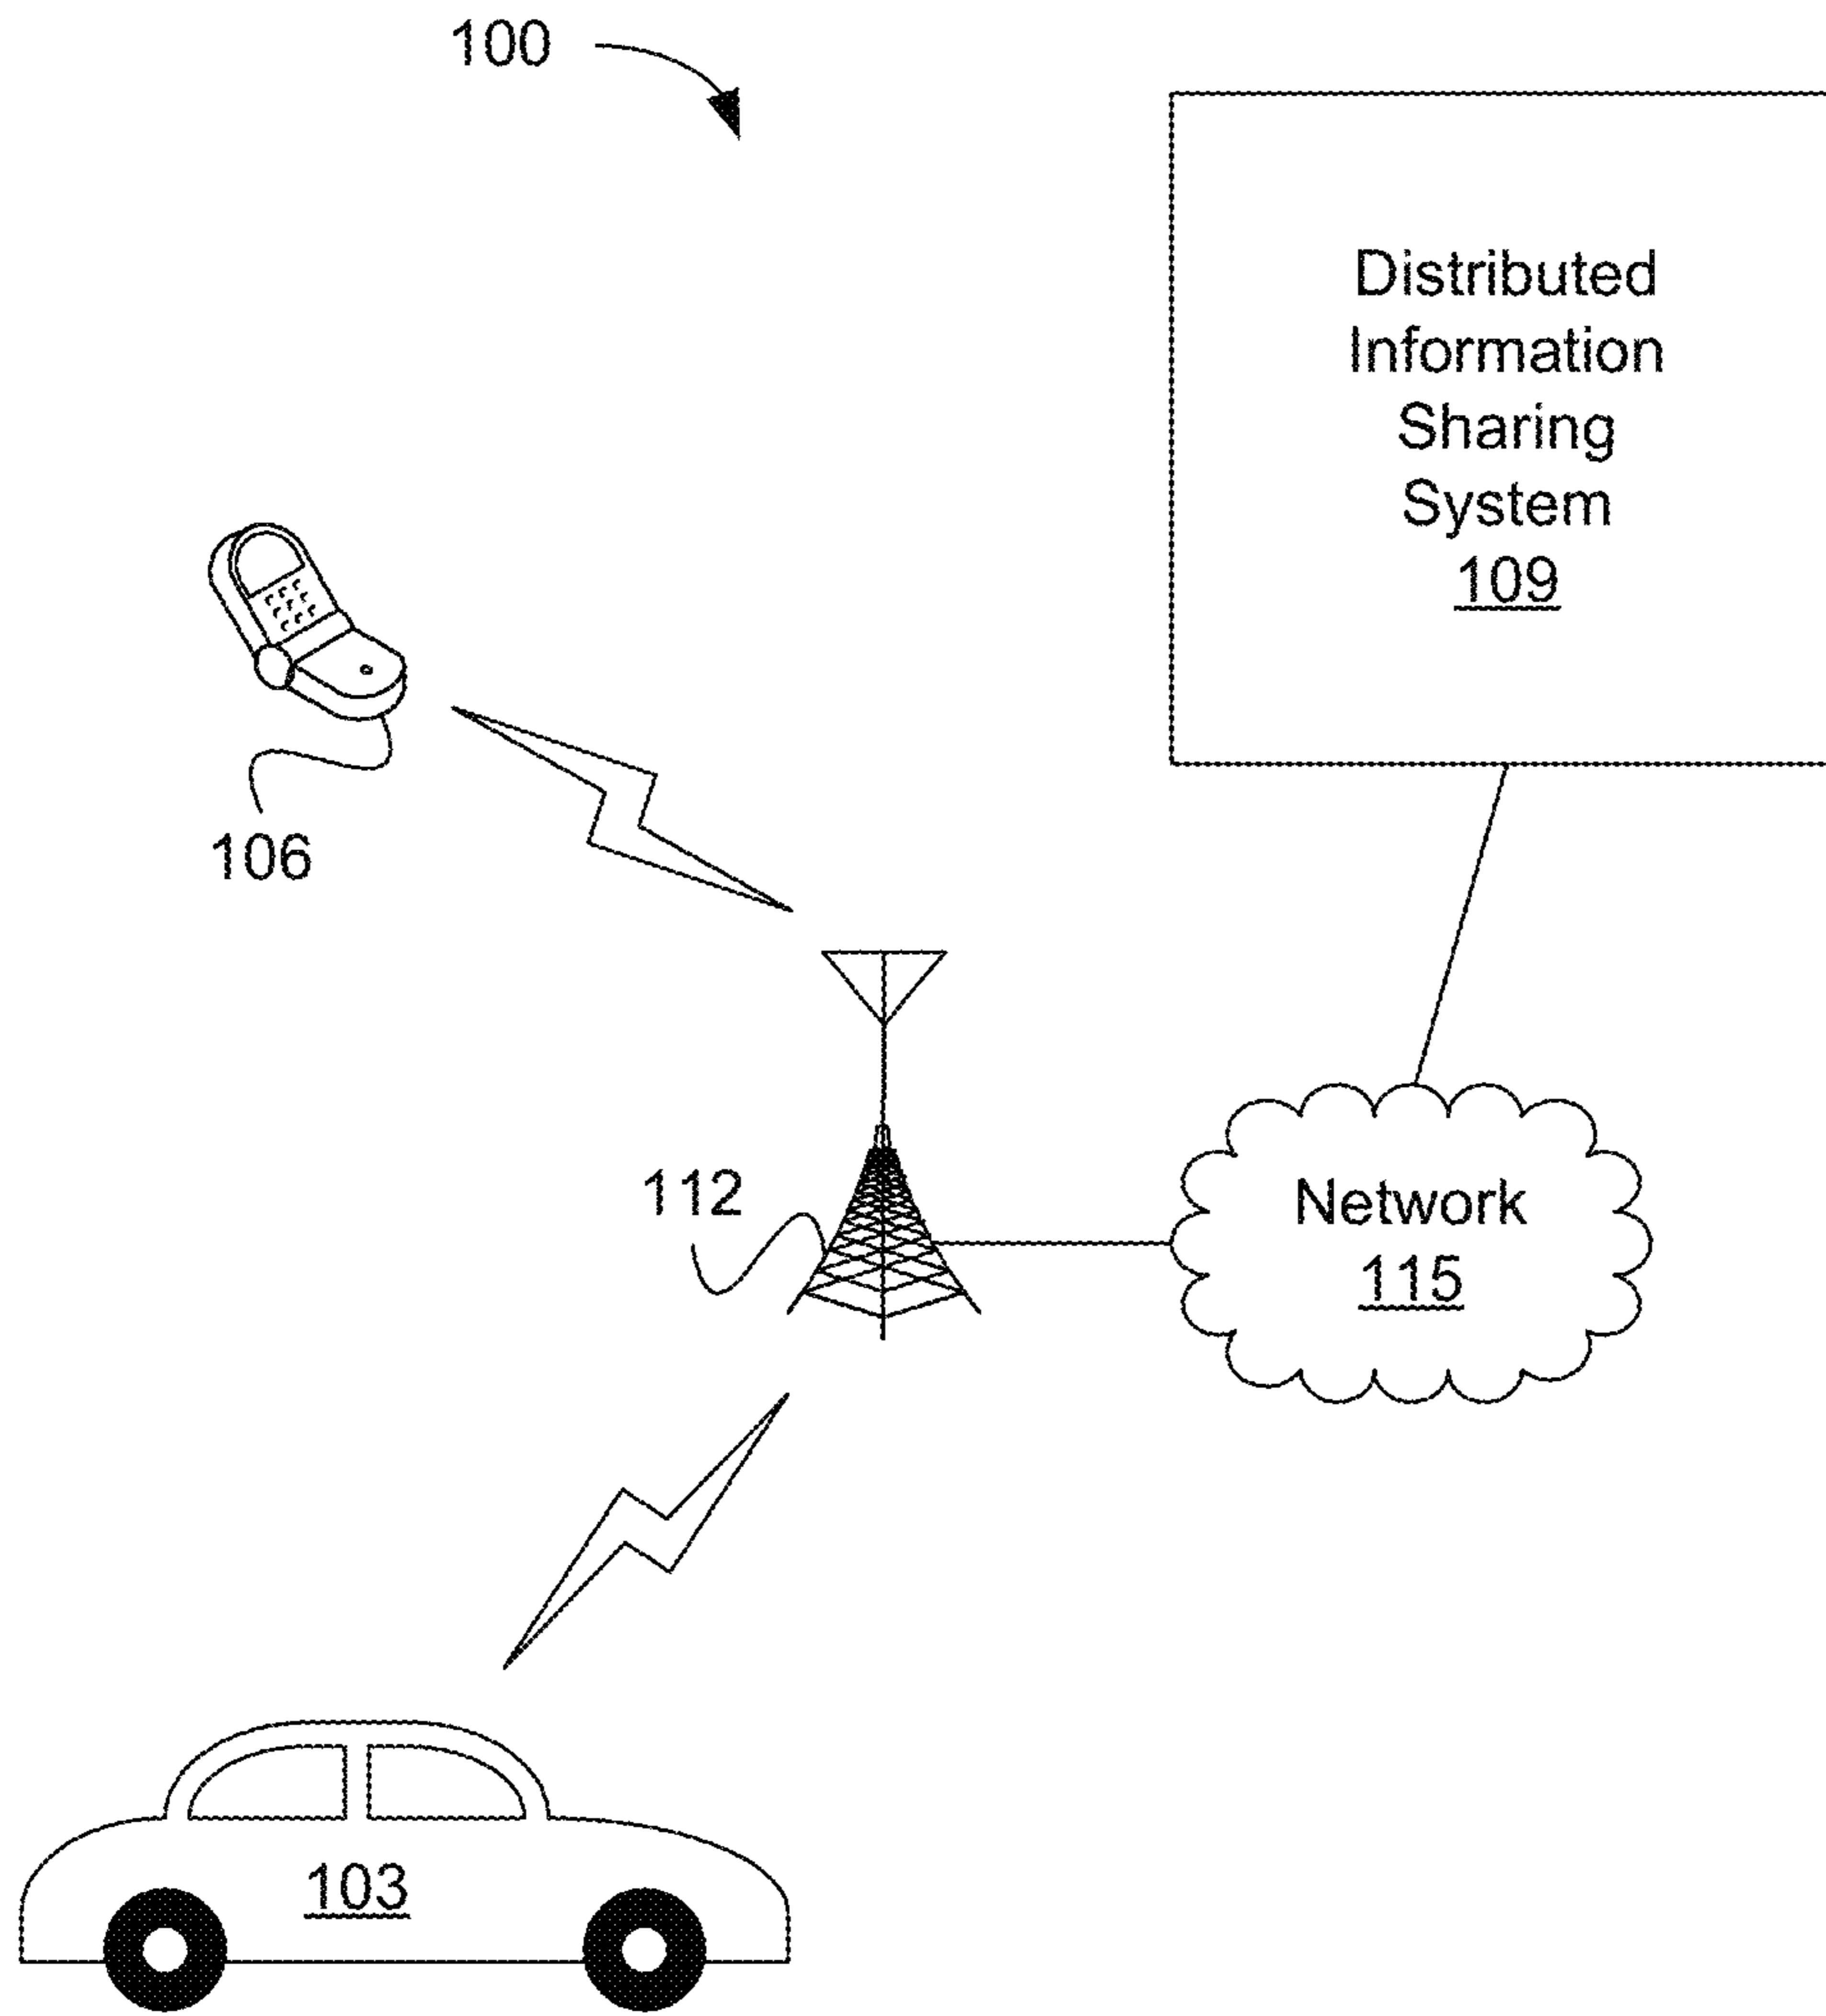 100
Distributed
Information
Sharing
System
109
106
112
Network
115
103